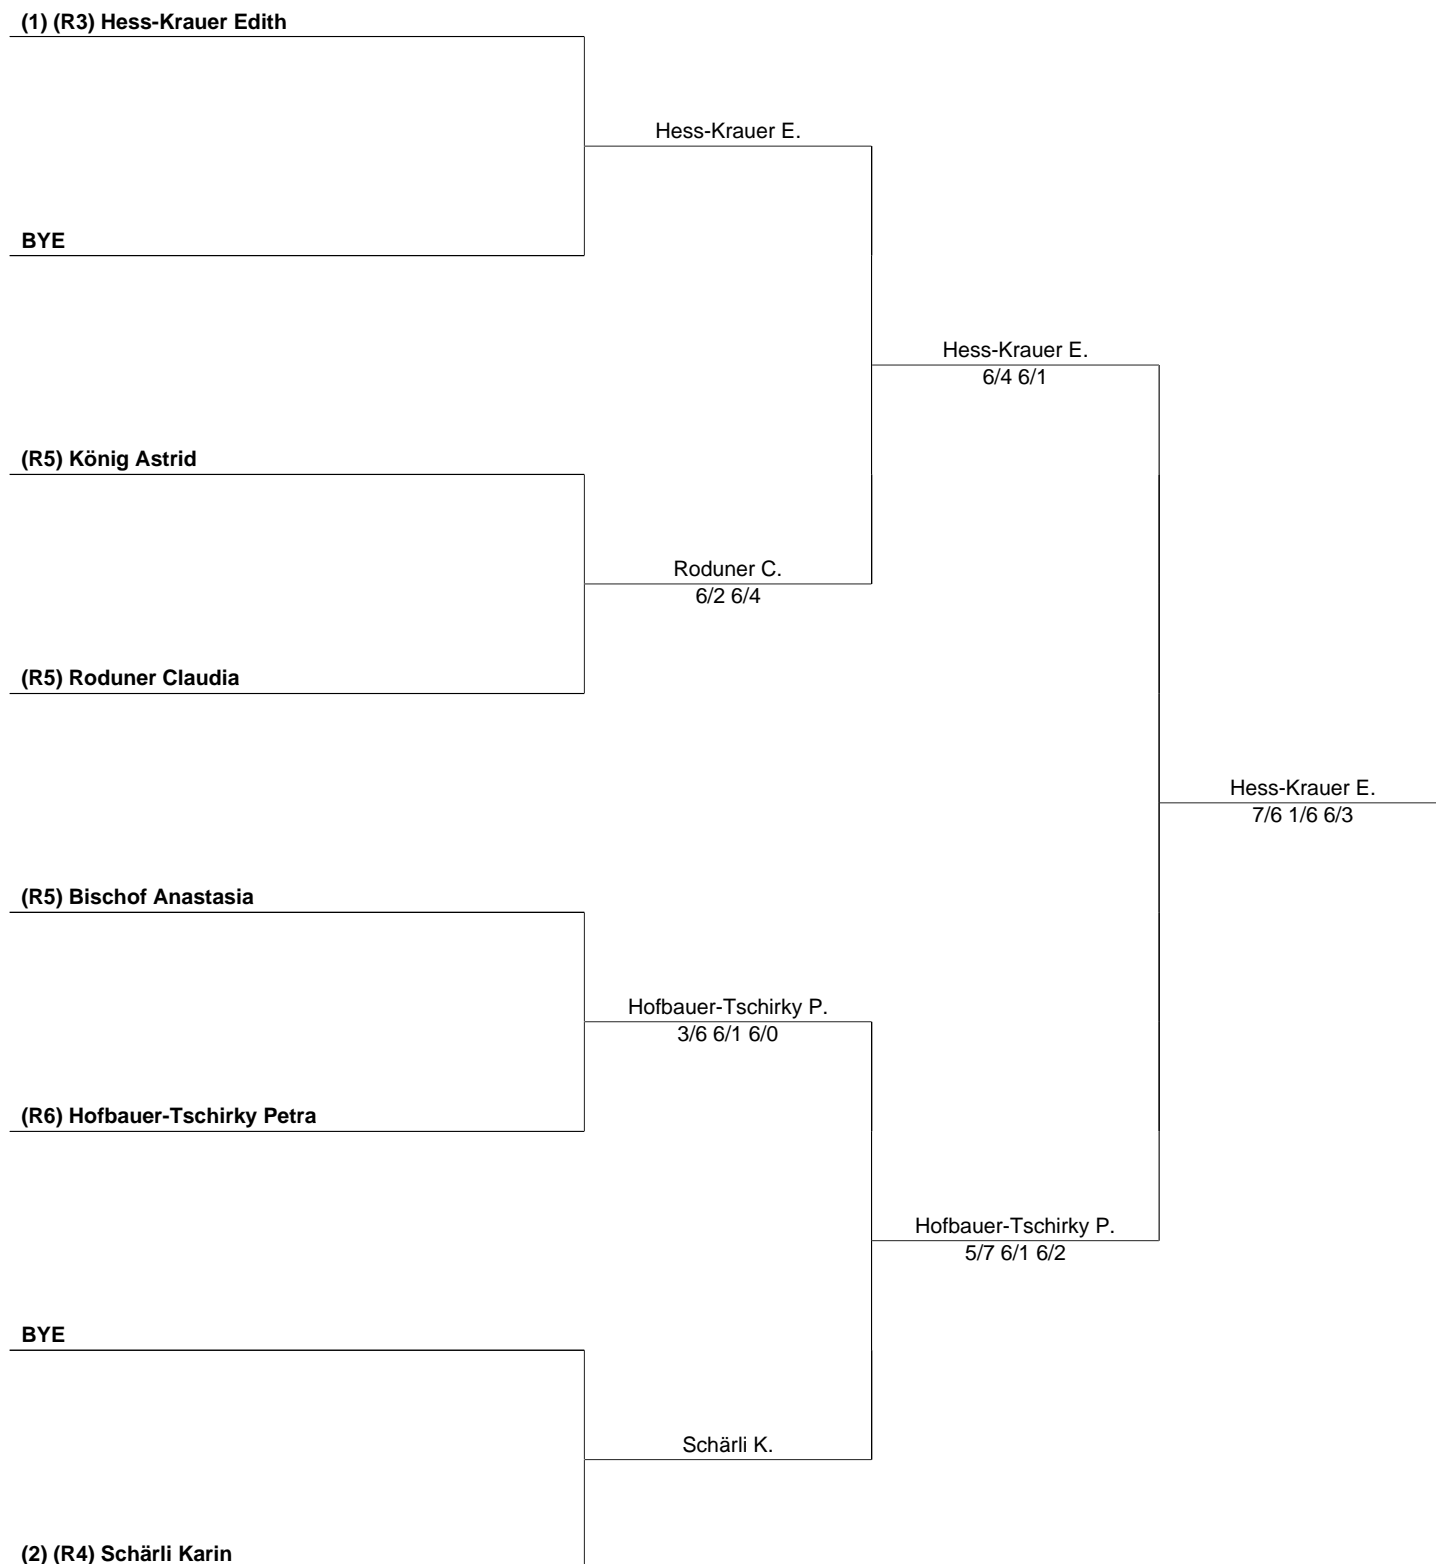 (1) (R3) Hess-Krauer Edith
Hess-Krauer E.
BYE
Hess-Krauer E.
6/4 6/1
(R5) König Astrid
Roduner C.
6/2 6/4
(R5) Roduner Claudia
Hess-Krauer E.
7/6 1/6 6/3
(R5) Bischof Anastasia
Hofbauer-Tschirky P.
3/6 6/1 6/0
(R6) Hofbauer-Tschirky Petra
Hofbauer-Tschirky P.
5/7 6/1 6/2
BYE
Schärli K.
(2) (R4) Schärli Karin